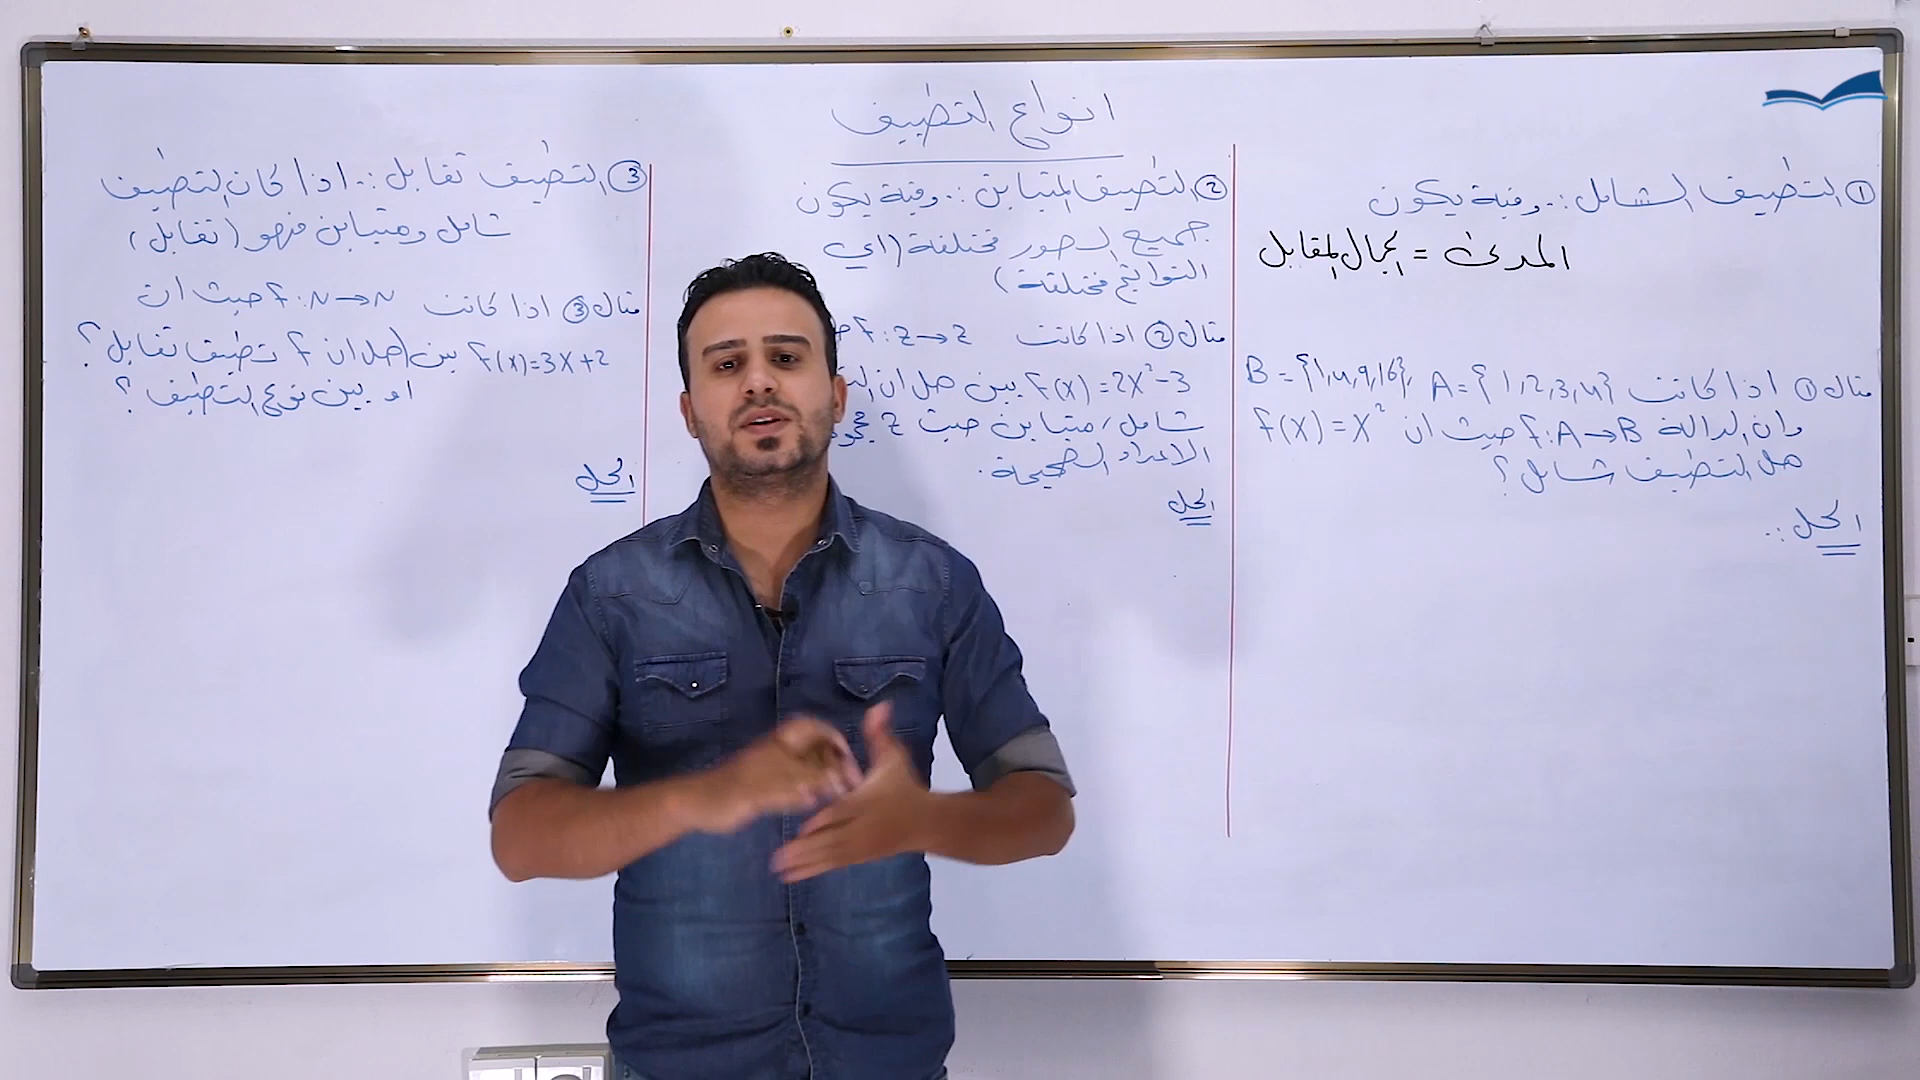 انواع التطبيق
① التطبيق الشامل :. وفية يكون
المدى = المجال المقابل
مثال ① اذا كانت A = {1,2,3,4} , B = {1,4,9,16}
وان الدالة f: A → B حيث ان f(x) = x²
هل التطبيق شامل ؟
الحل :.
② التطبيق المتباين :. وفية يكون
جميع الصور مختلفة (اي
النواتج مختلفة)
مثال ② اذا كانت f: Z → Z
f(x) = 2x² - 3 بين هل ان
شامل , متباين حيث Z
الاعداد الصحيحة .
الحل
③ التطبيق تقابل :. اذا كان التطبيق
شامل ومتباين فهو (تقابل)
مثال ③ اذا كانت f: N → N حيث ان
f(x) = 3x + 2 بين هل ان f تطبيق تقابل ؟
او بين نوع التطبيق ؟
الحل